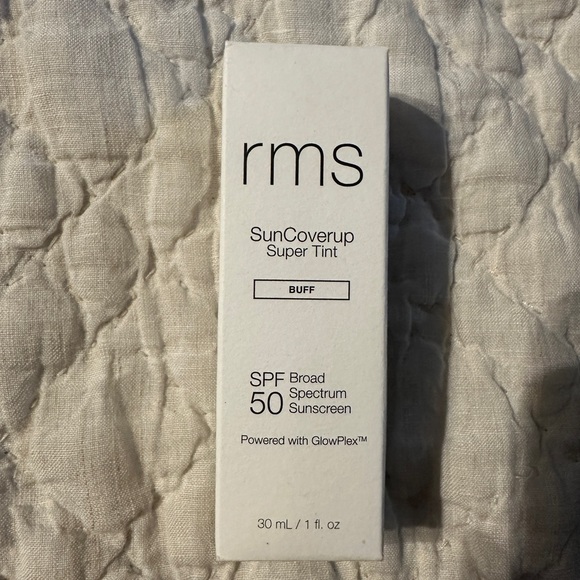 rms
SunCoverup
Super Tint
BUFF
SPF 50
Broad
Spectrum
Sunscreen
Powered with GlowPlex™
30 mL / 1 fl. oz